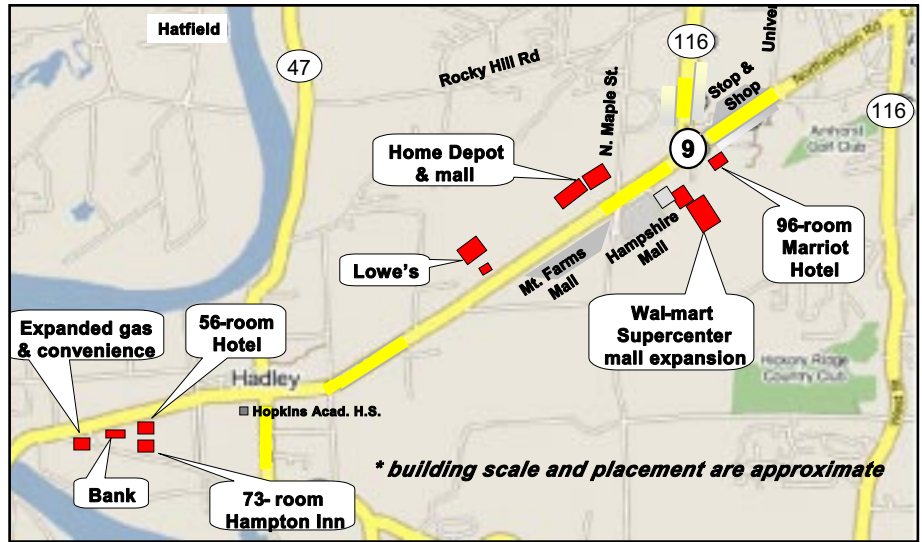 Hatfield
47
Rocky Hill Rd
N. Maple St.
116
Stop &
Shop
Univer
Northampton Rd
116
9
Amherst
Golf Club
Home Depot
& mall
Lowe's
Mt. Farms
Mall
Hampshire
Mall
96-room
Marriot
Hotel
Wal-mart
Supercenter
mall expansion
Expanded gas
& convenience
56-room
Hotel
Hadley
Hopkins Acad. H.S.
Hickory Ridge
Country Club
West St
Bank
73- room
Hampton Inn
* building scale and placement are approximate